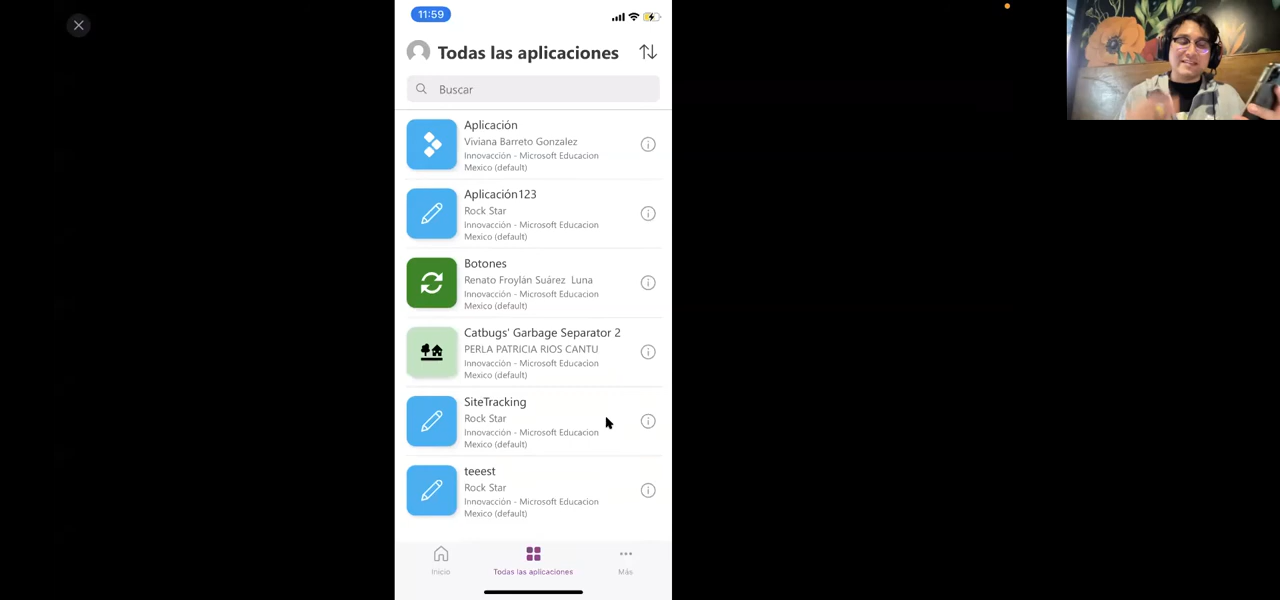 11:59
Todas las aplicaciones
Buscar
Aplicación
Viviana Barreto Gonzalez
Innovacción - Microsoft Educacion
Mexico (default)
Aplicación123
Rock Star
Innovacción - Microsoft Educacion
Mexico (default)
Botones
Renato Froylán Suárez Luna
Innovacción - Microsoft Educacion
Mexico (default)
Catbugs' Garbage Separator 2
PERLA PATRICIA RIOS CANTU
Innovacción - Microsoft Educacion
Mexico (default)
SiteTracking
Rock Star
Innovacción - Microsoft Educacion
Mexico (default)
teeest
Rock Star
Innovacción - Microsoft Educacion
Mexico (default)
Inicio
Todas las aplicaciones
Más